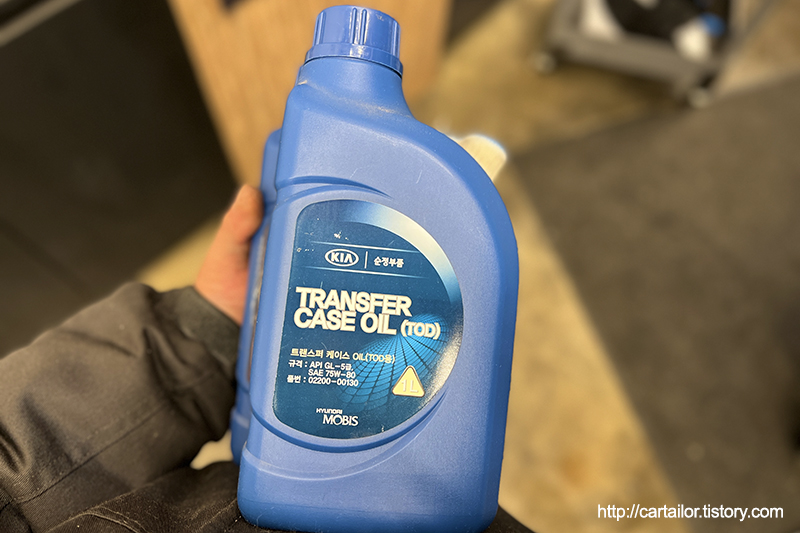 KIA 순정부품
TRANSFER
CASE OIL (TOD)
트랜스퍼 케이스 OIL(TOD용)
규격 : API GL-5급,
SAE 75W-80
품번 : 02200-00130
1L
HYUNDAI
MOBIS
http://cartailor.tistory.com